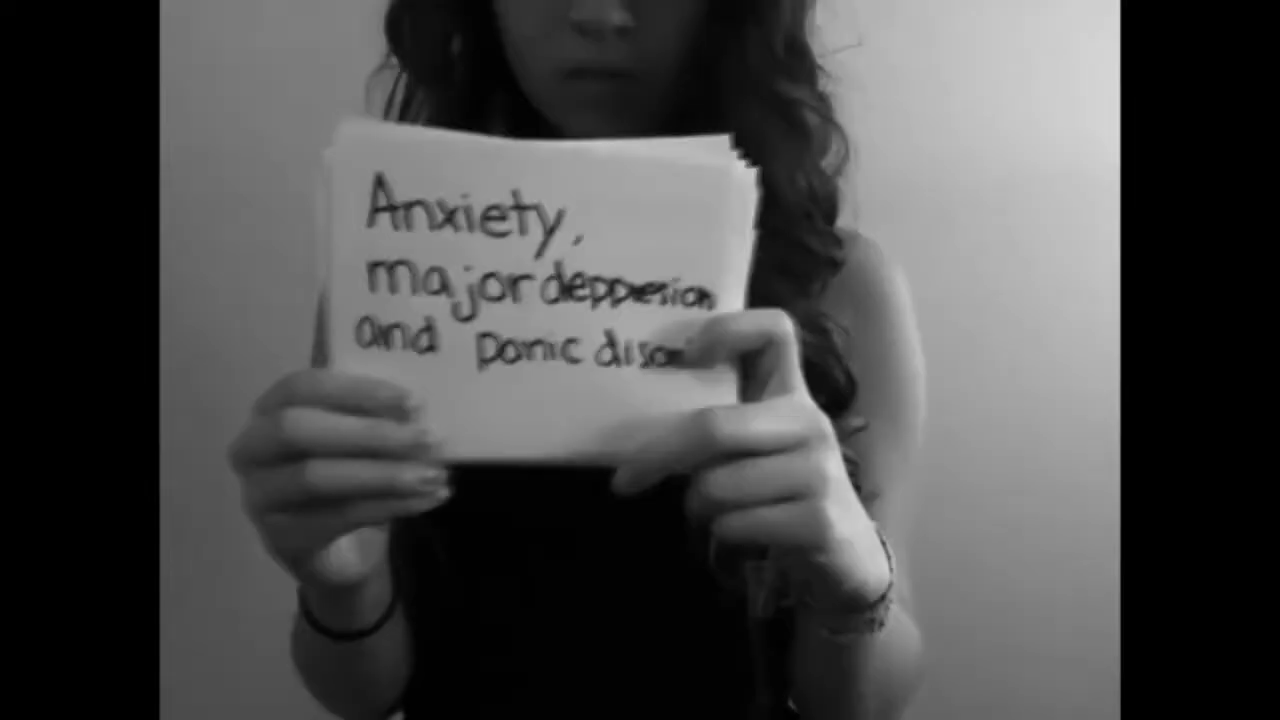 Anxiety,
major deppresion
and panic